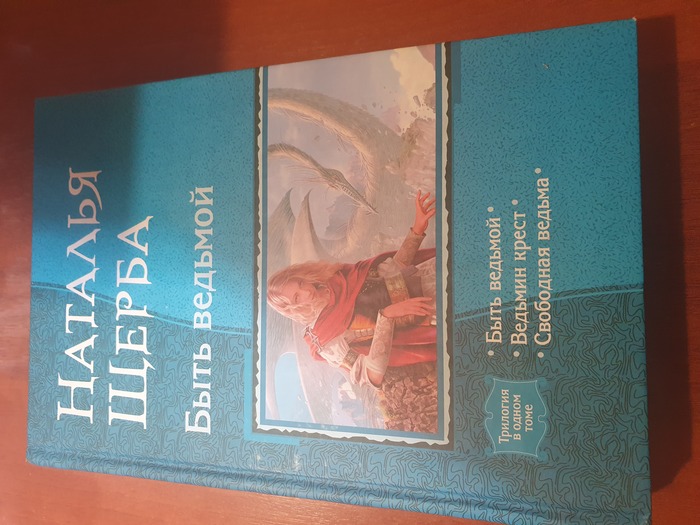 Наталья
Щерба
Быть ведьмой
• Быть ведьмой •
• Ведьмин крест •
• Свободная ведьма •
Трилогия
в одном
томе